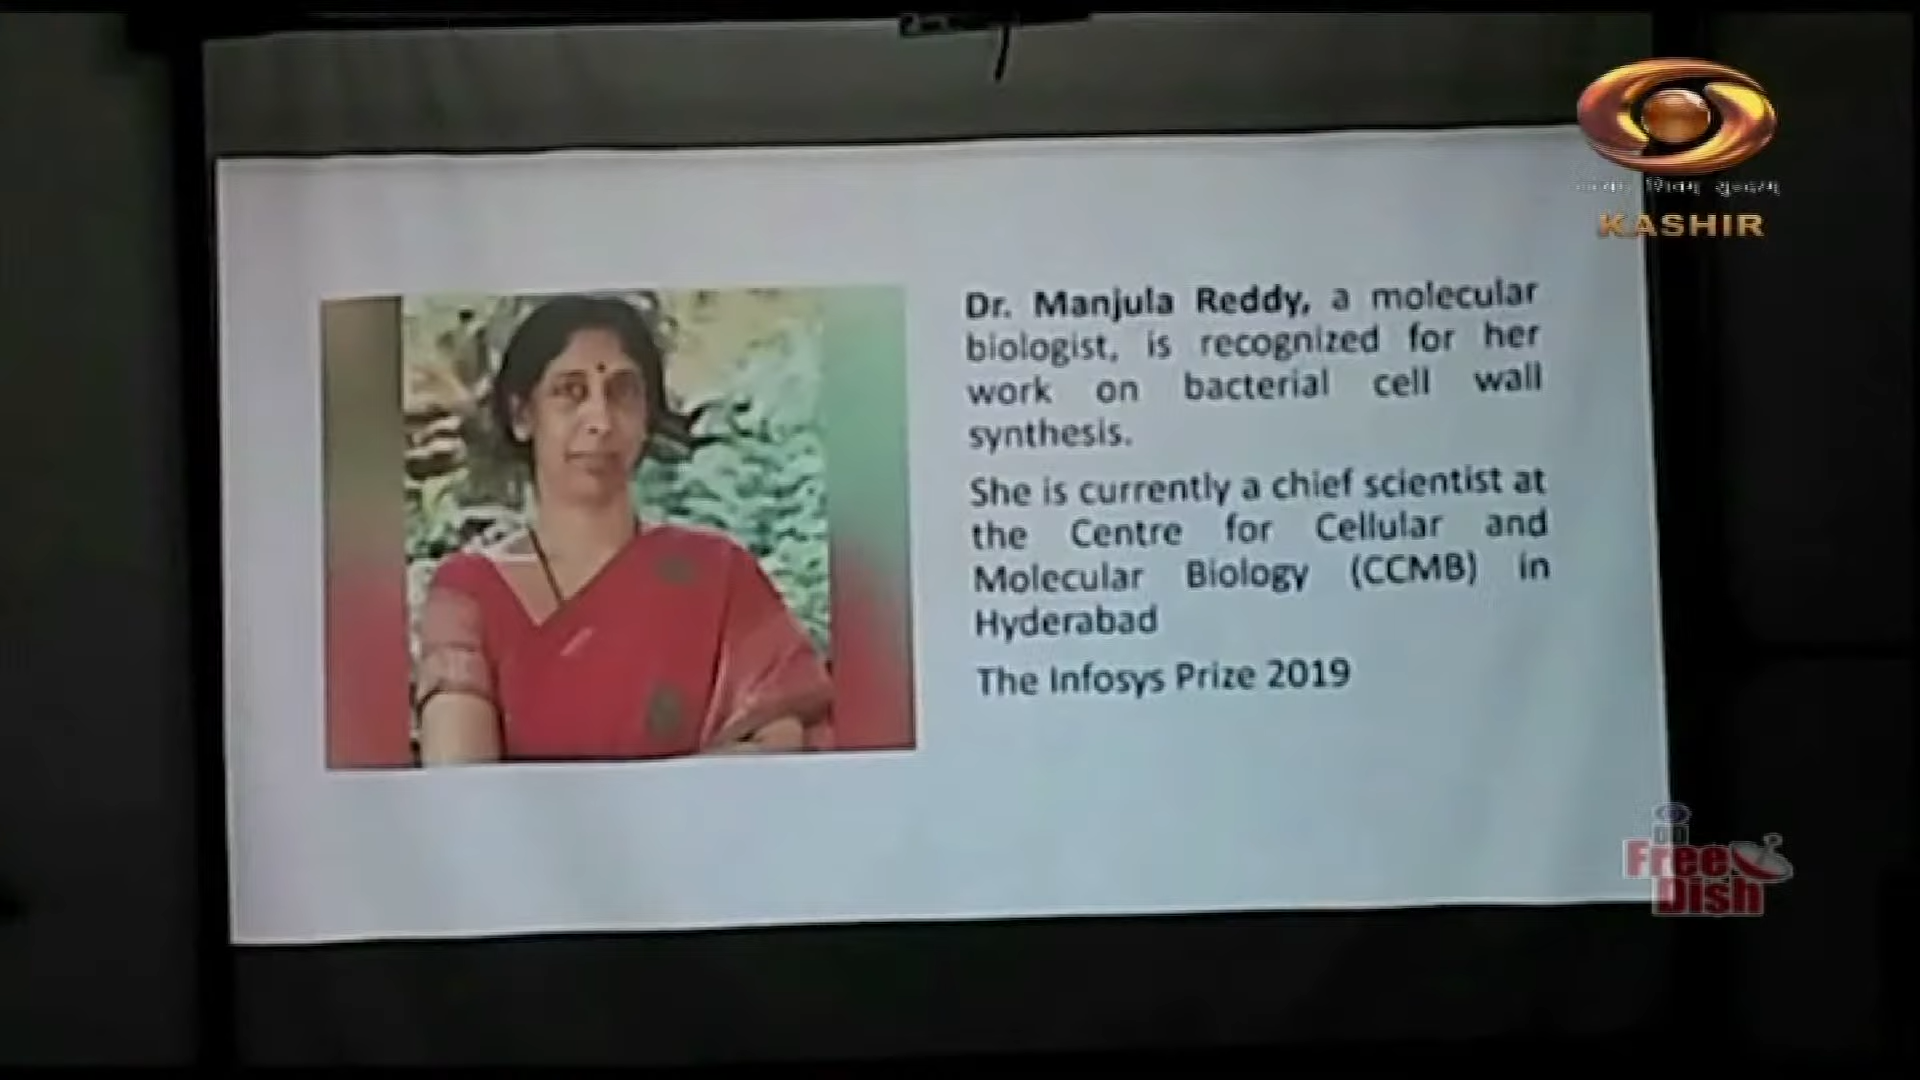 KASHIR
Dr. Manjula Reddy, a molecular
biologist, is recognized for her
work on bacterial cell wall
synthesis.
She is currently a chief scientist at
the Centre for Cellular and
Molecular Biology (CCMB) in
Hyderabad
The Infosys Prize 2019
Free
Dish